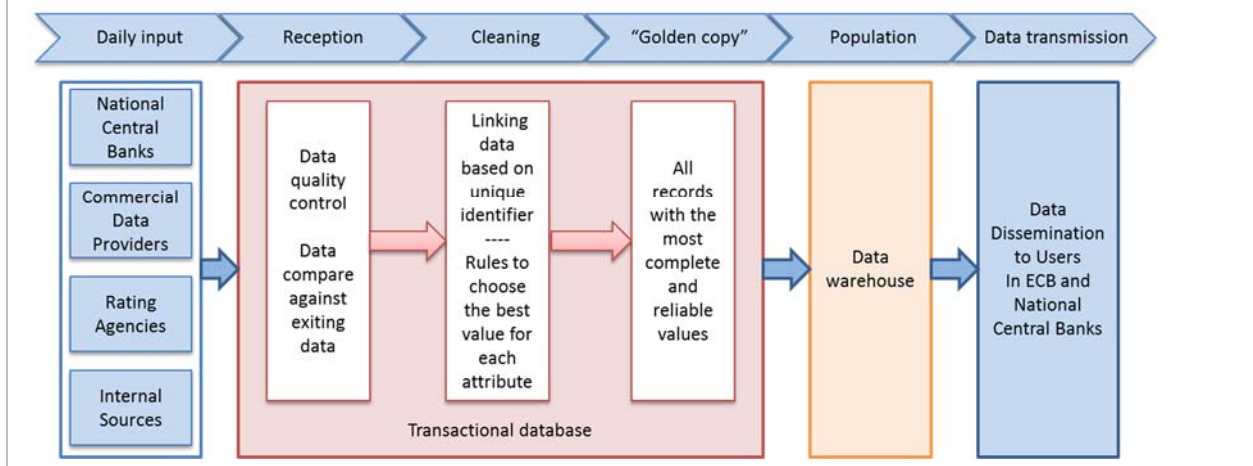 Daily input
Reception
Cleaning
“Golden copy”
Population
Data transmission
National
Central
Banks
Commercial
Data
Providers
Rating
Agencies
Internal
Sources
Data
quality
control
Data
compare
against
exiting
data
Linking
data
based on
unique
identifier
----
Rules to
choose
the best
value for
each
attribute
All
records
with the
most
complete
and
reliable
values
Transactional database
Data
warehouse
Data
Dissemination
to Users
In ECB and
National
Central Banks